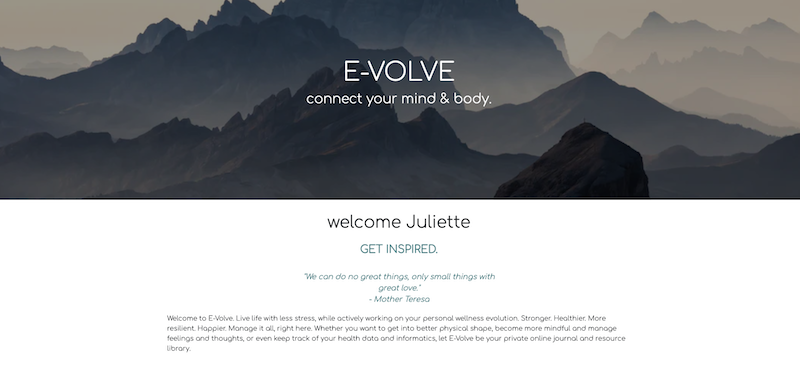 E-VOLVE
connect your mind & body.
welcome Juliette
GET INSPIRED.
"We can do no great things, only small things with
great love."
- Mother Teresa
Welcome to E-Volve. Live life with less stress, while actively working on your personal wellness evolution. Stronger. Healthier. More
resilient. Happier. Manage it all, right here. Whether you want to get into better physical shape, become more mindful and manage
feelings and thoughts, or even keep track of your health data and informatics, let E-Volve be your private online journal and resource
library.